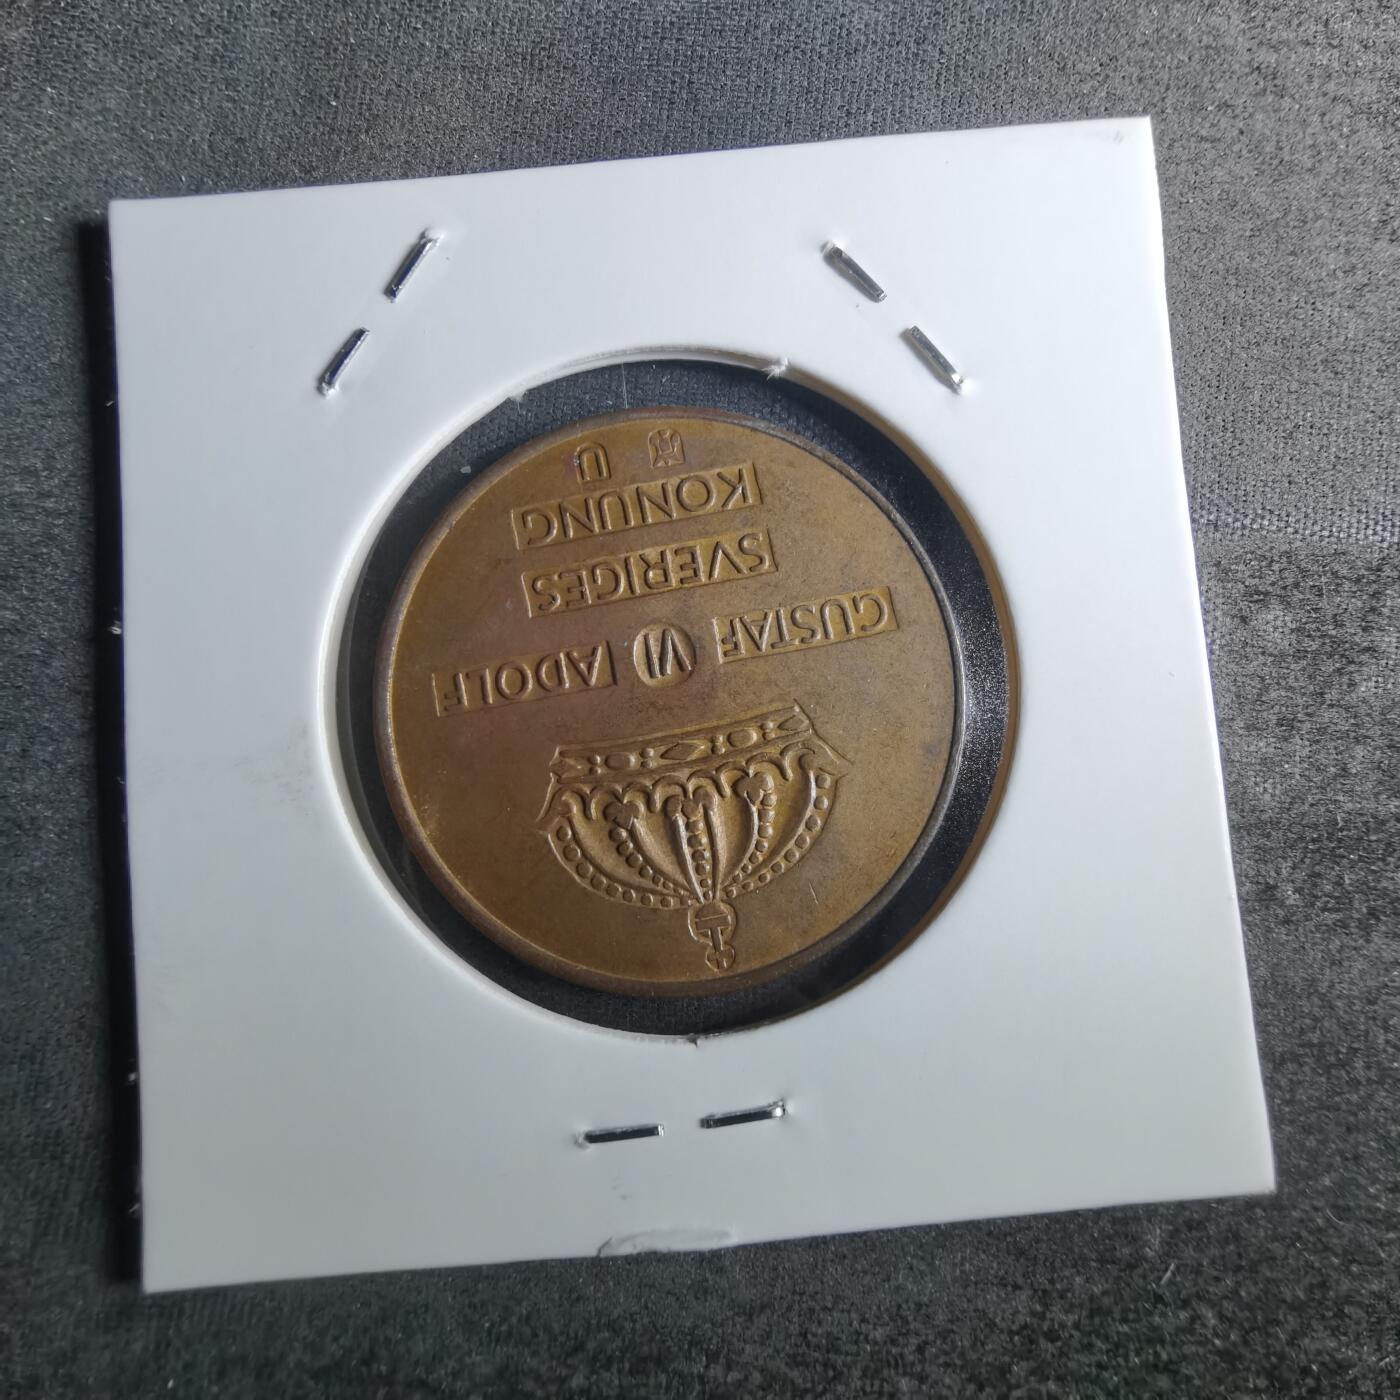 GUSTAF VI ADOLF
SVERIGES
KONUNG
U